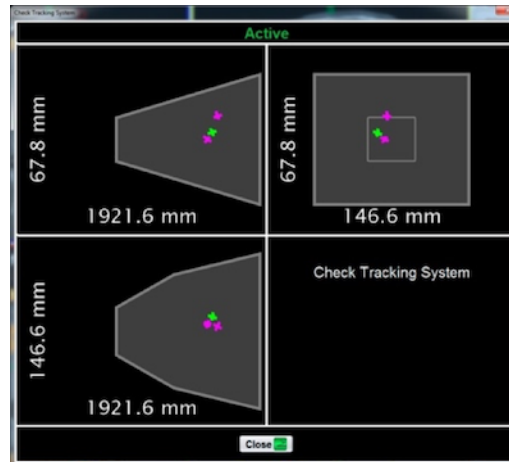 Check Tracking System
Active
67.8 mm
1921.6 mm
67.8 mm
146.6 mm
146.6 mm
1921.6 mm
Check Tracking System
Close